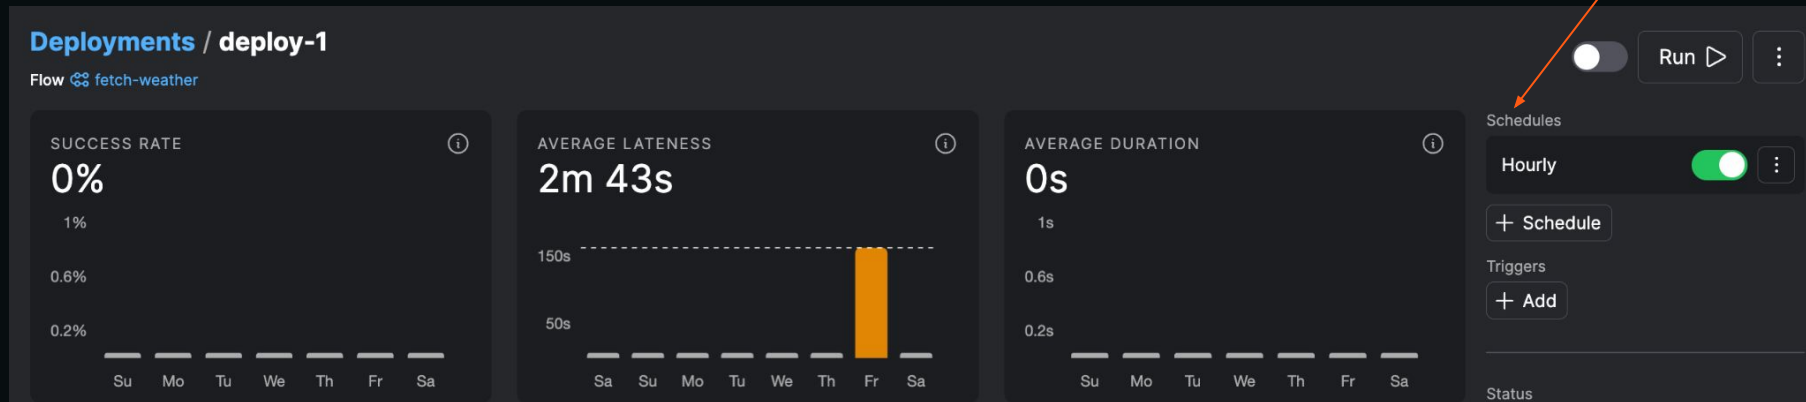 Deployments / deploy-1
Run
Flow fetch-weather
SUCCESS RATE
0%
1%
0.6%
0.2%
Su Mo Tu We Th Fr Sa
AVERAGE LATENESS
2m 43s
150s
50s
Sa Su Mo Tu We Th Fr Sa
AVERAGE DURATION
0s
1s
0.6s
0.2s
Su Mo Tu We Th Fr Sa
Schedules
Hourly
+ Schedule
Triggers
+ Add
Status